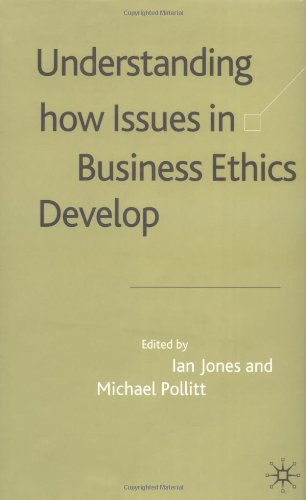 Understanding
how Issues in
Business Ethics
Develop
Edited by
Ian Jones and
Michael Pollitt